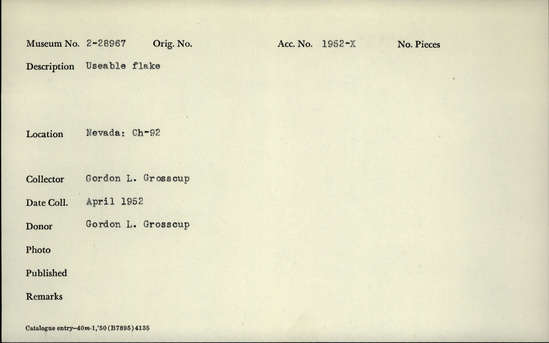 Museum No. 2-28967 Orig. No. Acc. No. 1952-X No. Pieces
Description Useable flake
Location Nevada: Ch-92
Collector Gordon L. Grosscup
Date Coll. April 1952
Donor Gordon L. Grosscup
Photo
Published
Remarks
Catalogue entry—40m-1,'50 (B7895) 4135